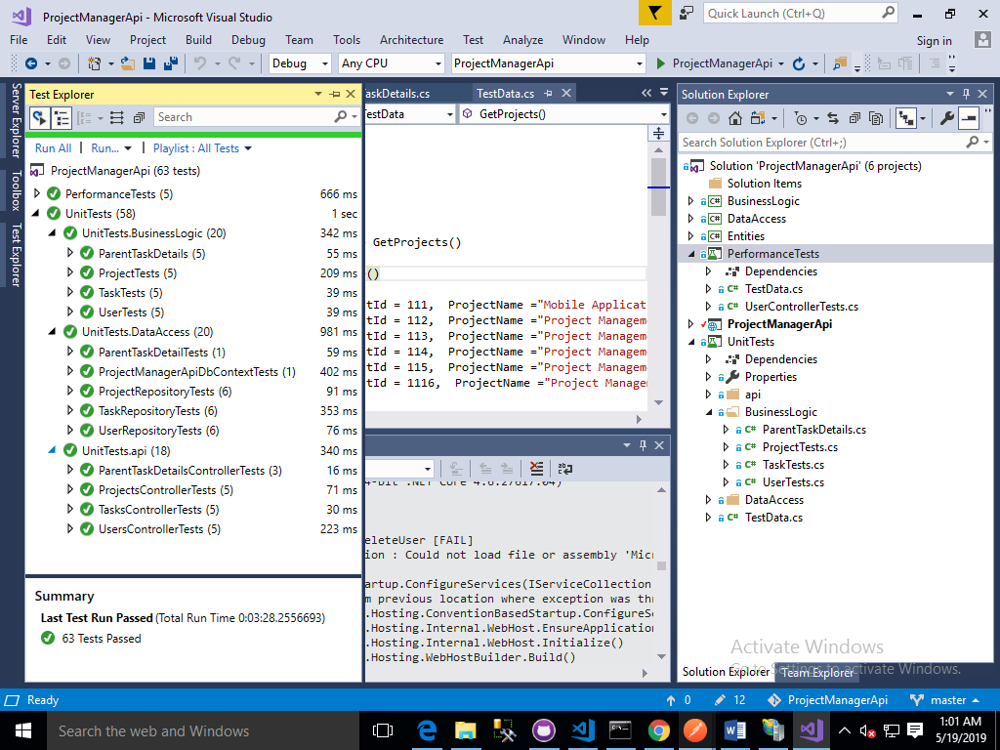 ProjectManagerApi - Microsoft Visual Studio
Quick Launch (Ctrl+Q)
File Edit View Project Build Debug Team Tools Architecture Test Analyze Window Help
Sign in
Debug Any CPU ProjectManagerApi ProjectManagerApi
Server Explorer
Toolbox
Test Explorer
Test Explorer
Search
Run All | Run... | Playlist : All Tests
ProjectManagerApi (63 tests)
PerformanceTests (5) 666 ms
UnitTests (58) 1 sec
UnitTests.BusinessLogic (20) 342 ms
ParentTaskDetails (5) 55 ms
ProjectTests (5) 209 ms
TaskTests (5) 39 ms
UserTests (5) 39 ms
UnitTests.DataAccess (20) 981 ms
ParentTaskDetailTests (1) 59 ms
ProjectManagerApiDbContextTests (1) 402 ms
ProjectRepositoryTests (6) 91 ms
TaskRepositoryTests (6) 353 ms
UserRepositoryTests (6) 76 ms
UnitTests.api (18) 340 ms
ParentTaskDetailsControllerTests (3) 16 ms
ProjectsControllerTests (5) 71 ms
TasksControllerTests (5) 30 ms
UsersControllerTests (5) 223 ms
Summary
Last Test Run Passed (Total Run Time 0:03:28.2556693)
63 Tests Passed
askDetails.cs TestData.cs
estData GetProjects()
GetProjects()
()
tId = 111, ProjectName ="Mobile Applicat
tId = 112, ProjectName ="Project Managem
tId = 113, ProjectName ="Project Managem
tId = 114, ProjectName ="Project Managem
tId = 115, ProjectName ="Project Managem
tId = 1116, ProjectName ="Project Manager
4-bit .NET Core 4.6.27617.04)
eleteUser [FAIL]
ion : Could not load file or assembly 'Micr
artup.ConfigureServices(IServiceCollection
m previous location where exception was thr
.Hosting.ConventionBasedStartup.ConfigureSe
.Hosting.Internal.WebHost.EnsureApplication
.Hosting.Internal.WebHost.Initialize()
.Hosting.WebHostBuilder.Build()
Solution Explorer
Search Solution Explorer (Ctrl+;)
Solution 'ProjectManagerApi' (6 projects)
Solution Items
BusinessLogic
DataAccess
Entities
PerformanceTests
Dependencies
TestData.cs
UserControllerTests.cs
ProjectManagerApi
UnitTests
Dependencies
Properties
api
BusinessLogic
ParentTaskDetails.cs
ProjectTests.cs
TaskTests.cs
UserTests.cs
DataAccess
TestData.cs
Activate Windows
Go to Settings to activate Windows.
Solution Explorer Team Explorer
Ready 0 12 ProjectManagerApi master
Search the web and Windows
1:01 AM
5/19/2019